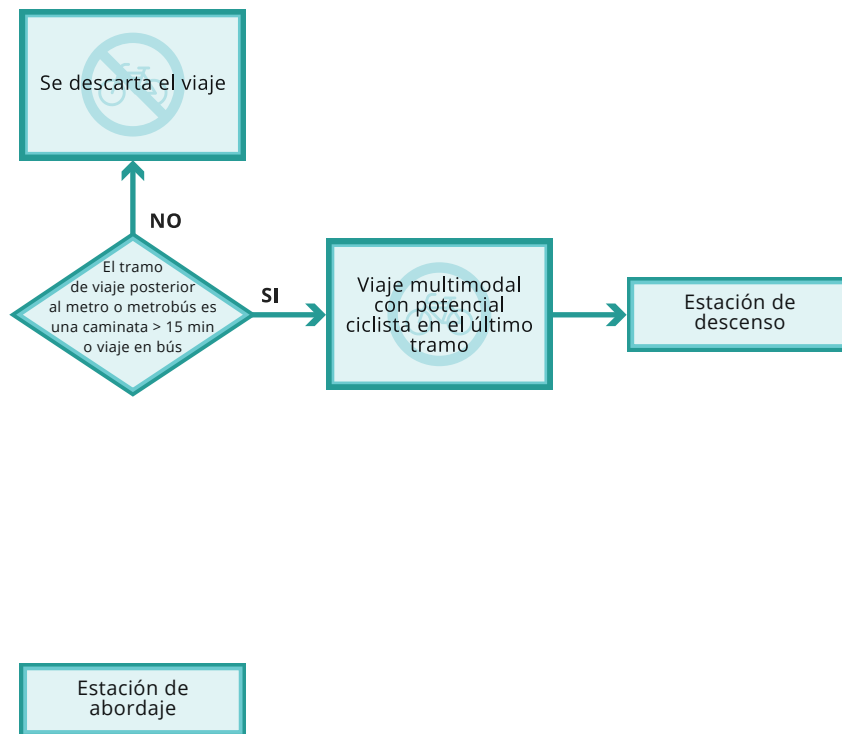 Se descarta el viaje
NO
El tramo
de viaje posterior
al metro o metrobús es
una caminata > 15 min
o viaje en bús
SI
Viaje multimodal
con potencial
ciclista en el último
tramo
Estación de
descenso
Estación de
abordaje